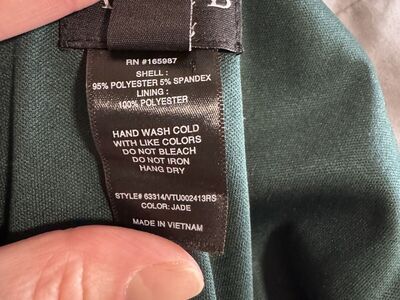 RN #165987
SHELL :
95% POLYESTER 5% SPANDEX
LINING :
100% POLYESTER
HAND WASH COLD
WITH LIKE COLORS
DO NOT BLEACH
DO NOT IRON
HANG DRY
STYLE# 63314/VTU002413RS
COLOR: JADE
MADE IN VIETNAM